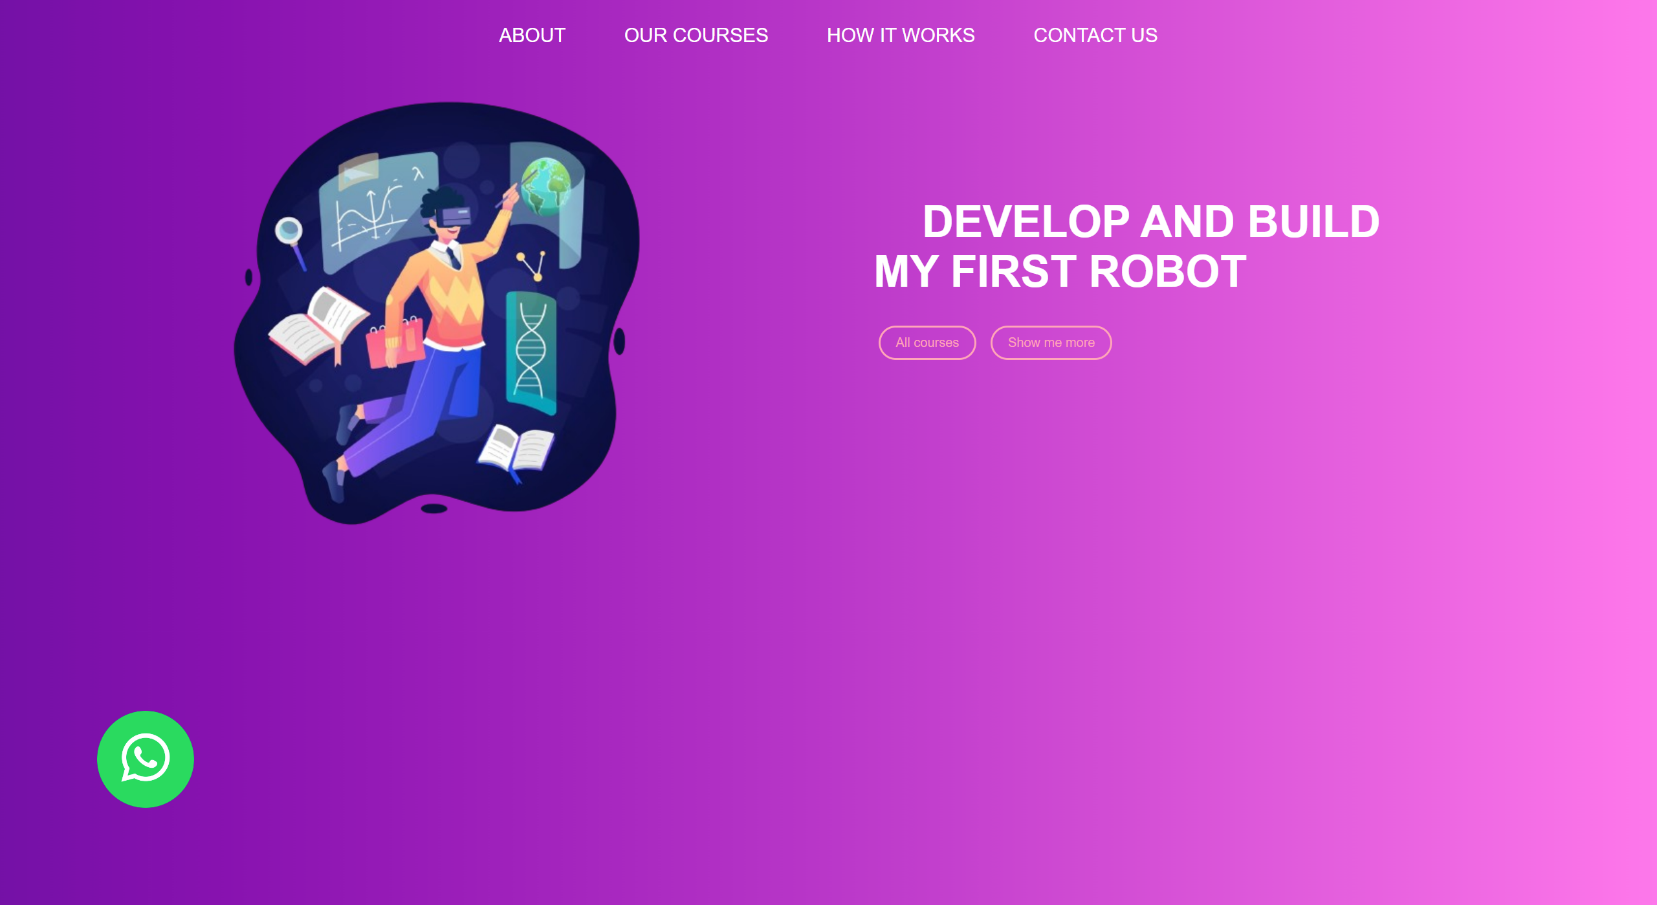 ABOUT OUR COURSES HOW IT WORKS CONTACT US
λ
DEVELOP AND BUILD
MY FIRST ROBOT
All courses Show me more